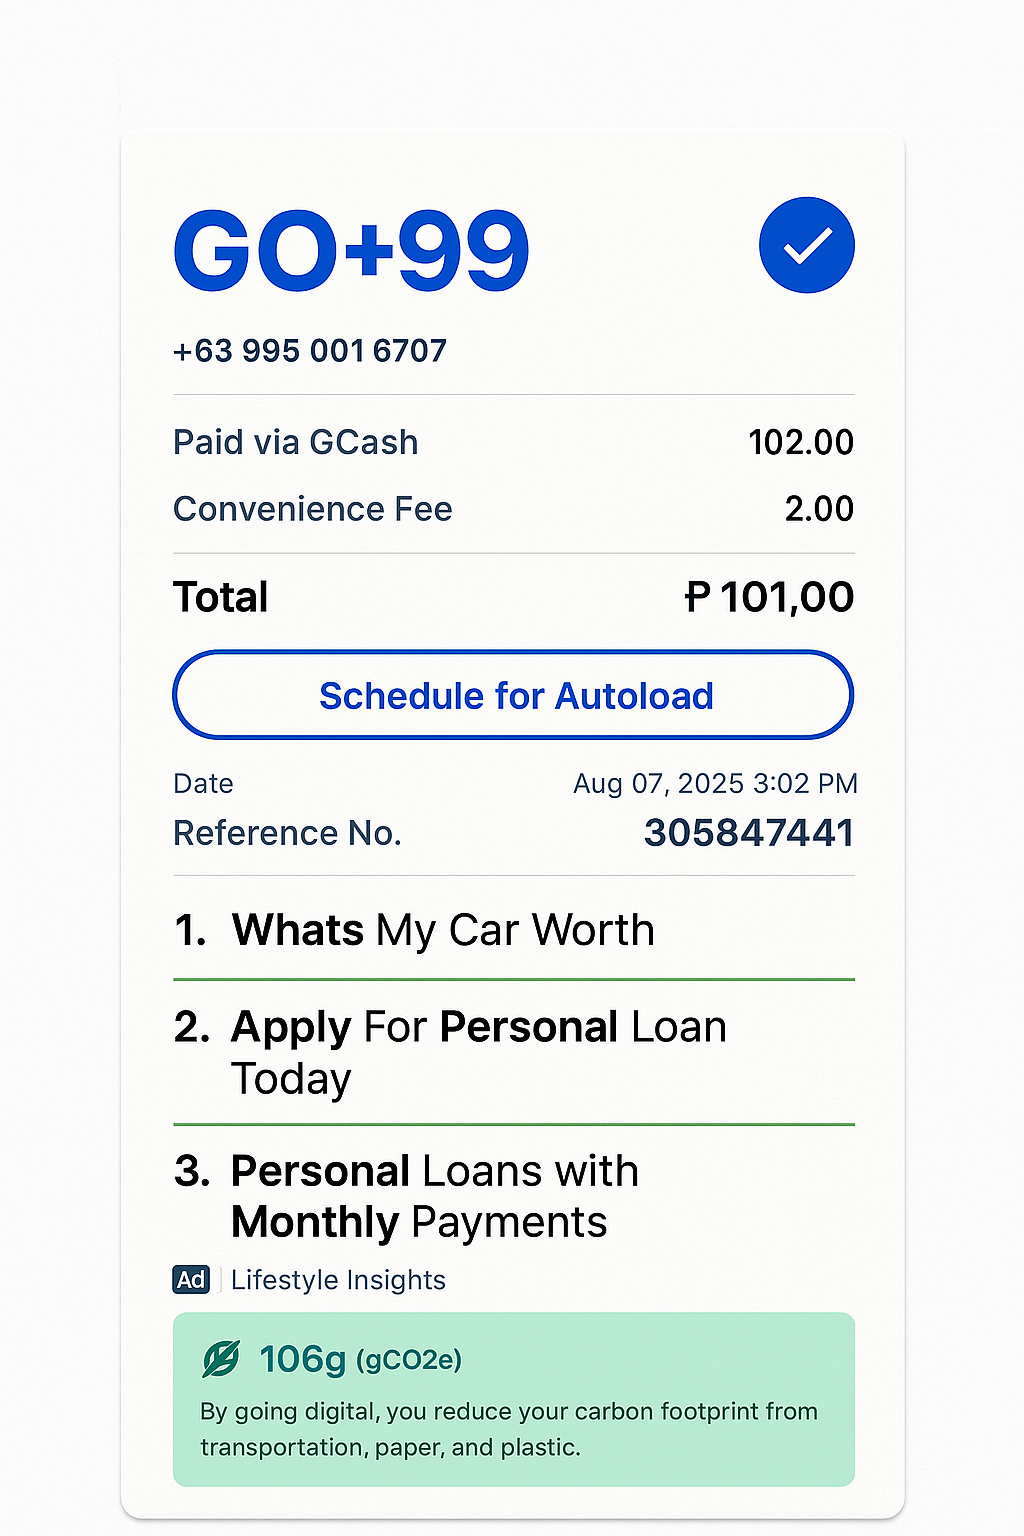 GO+99
+63 995 001 6707
Paid via GCash 102.00
Convenience Fee 2.00
Total ₱ 101,00
Schedule for Autoload
Date Aug 07, 2025 3:02 PM
Reference No. 305847441
1. Whats My Car Worth
2. Apply For Personal Loan
Today
3. Personal Loans with
Monthly Payments
Ad Lifestyle Insights
106g (gCO2e)
By going digital, you reduce your carbon footprint from
transportation, paper, and plastic.